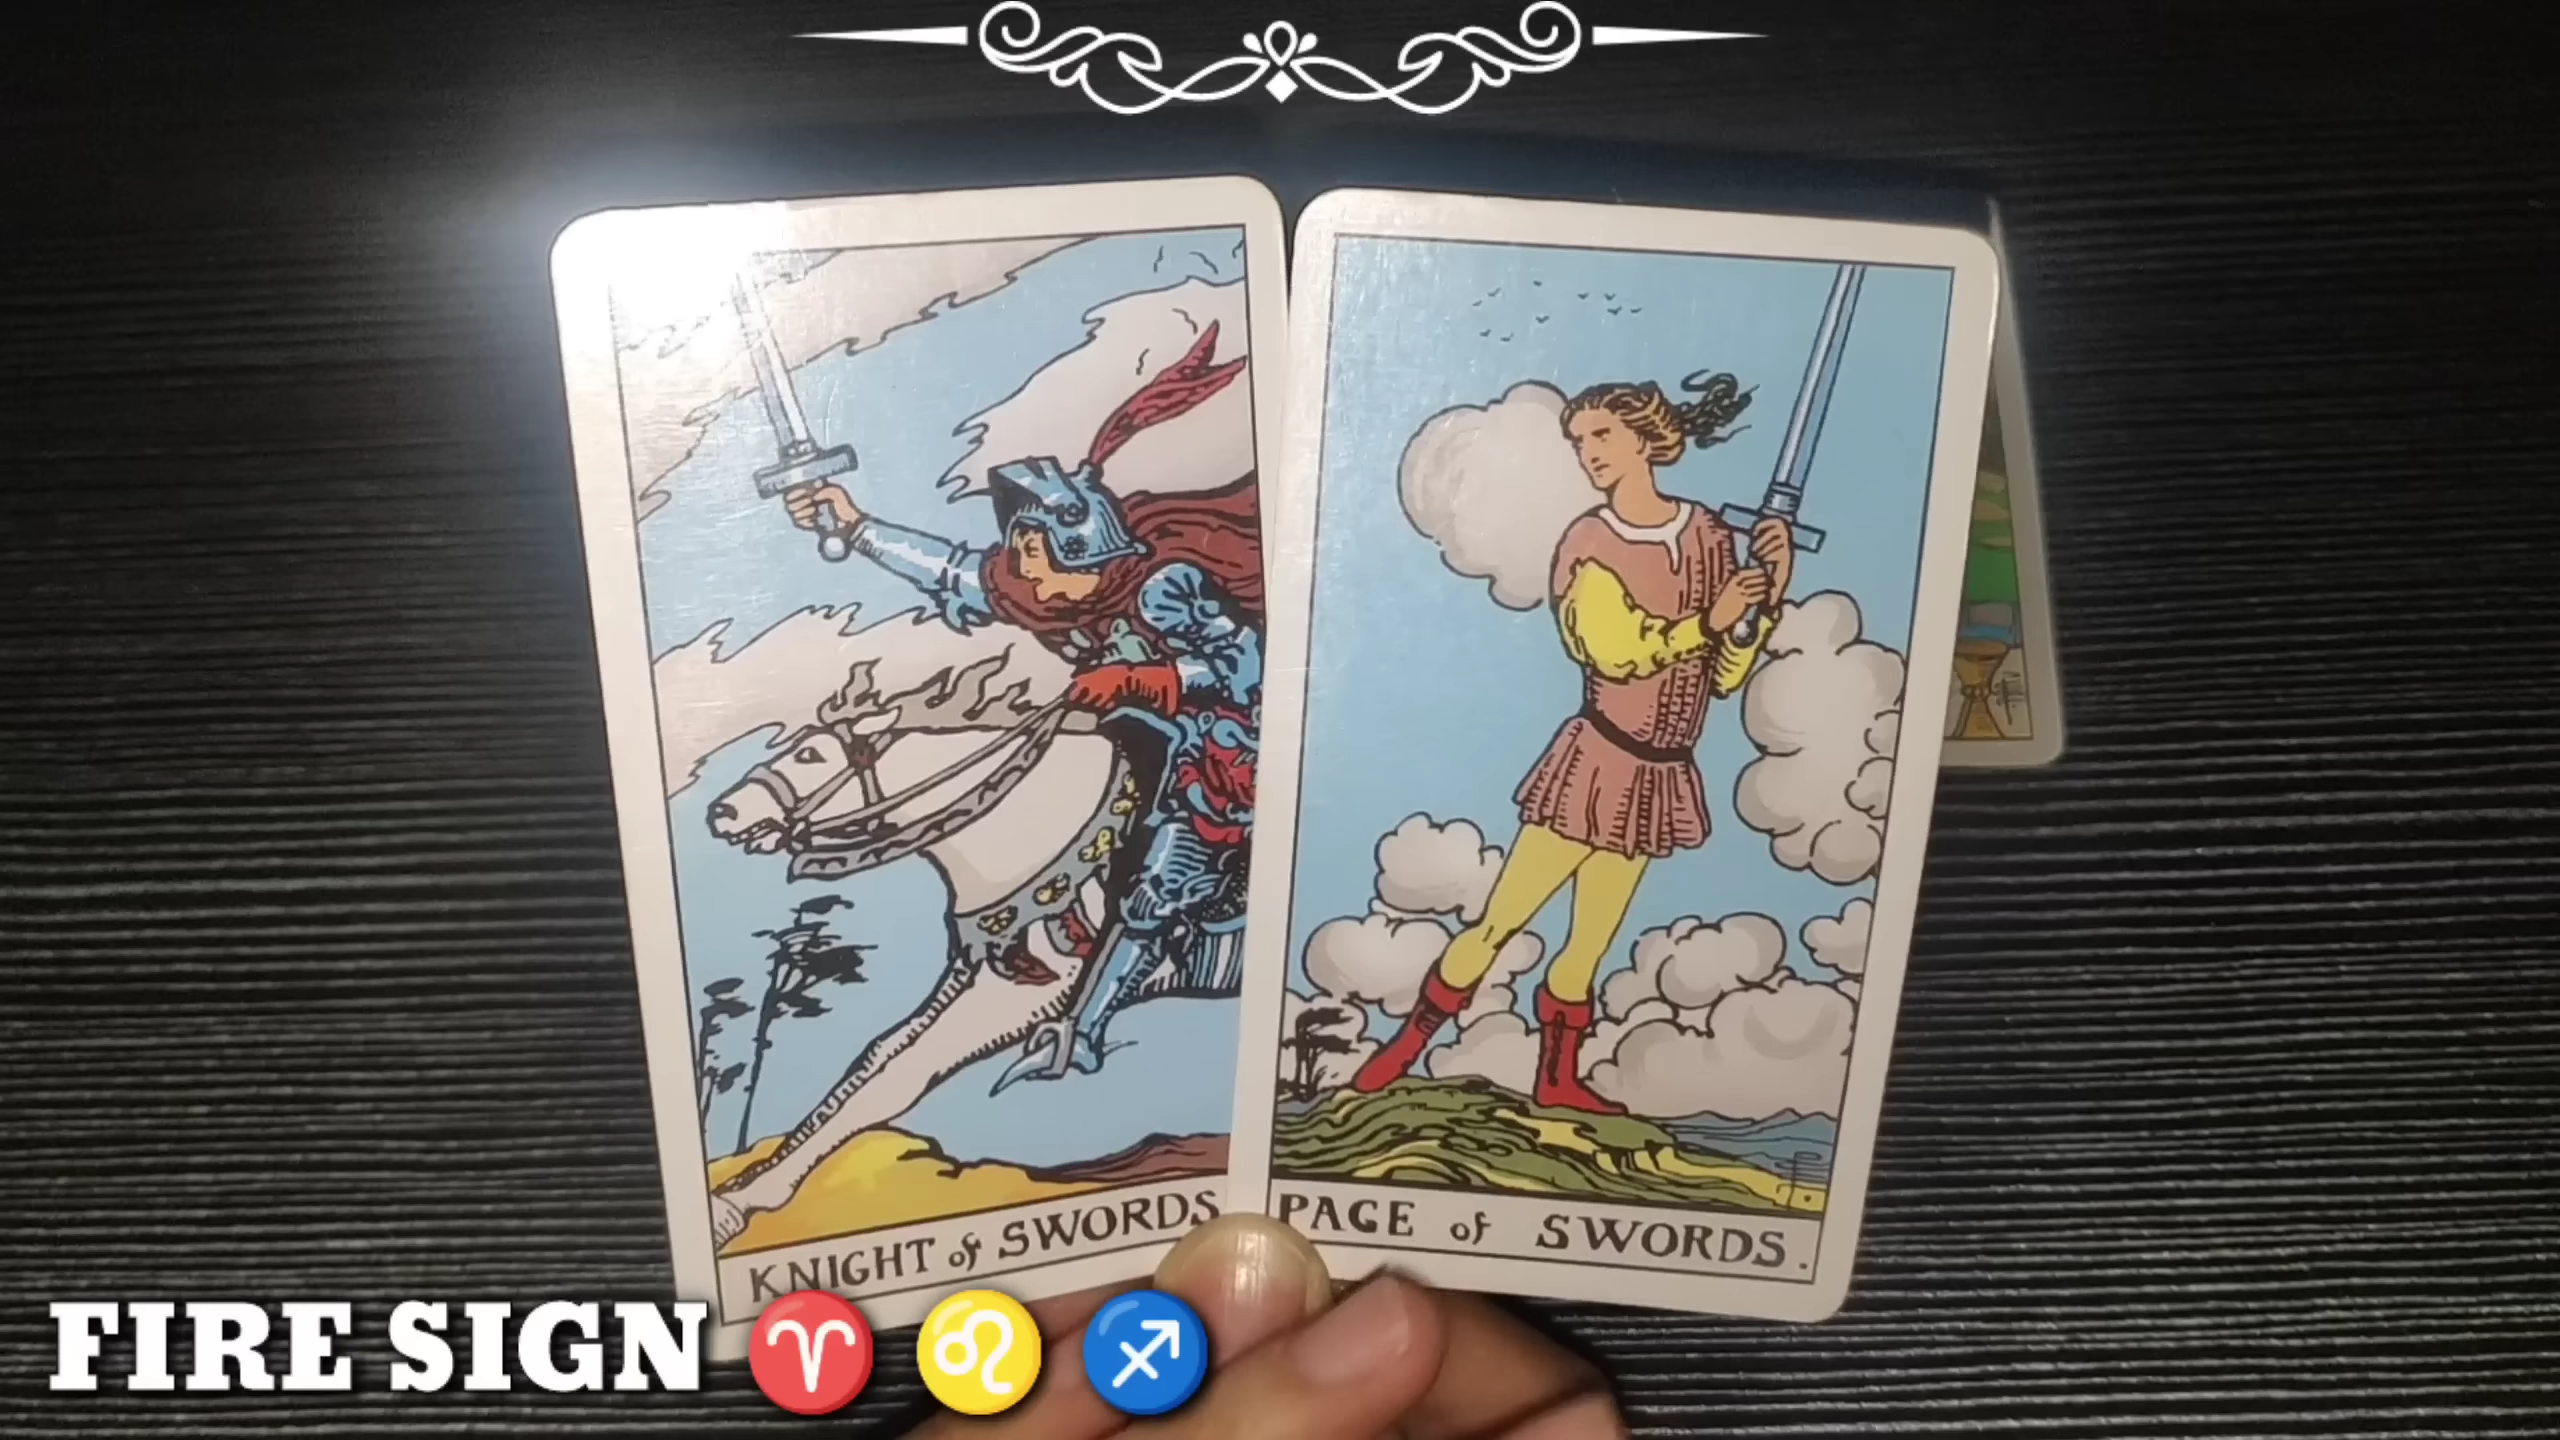 KNIGHT of SWORDS
PAGE of SWORDS.
FIRE SIGN ♈ ♌ ♐